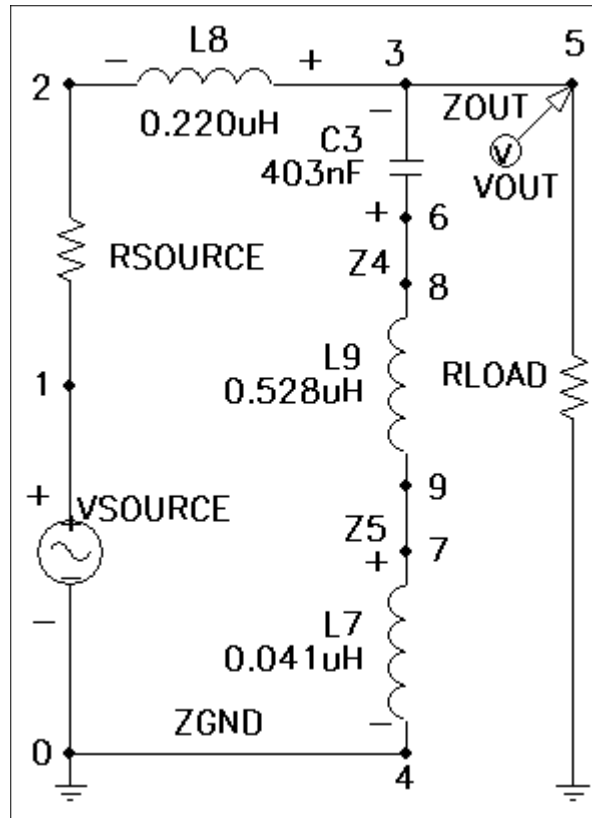 L8
5
2
−
+
3
0.220uH
−
ZOUT
C3
V
403nF
VOUT
+
6
RSOURCE
Z4
8
1
L9
RLOAD
0.528uH
+
9
+
VSOURCE
Z5
7
−
+
−
L7
0.041uH
ZGND
−
0
4